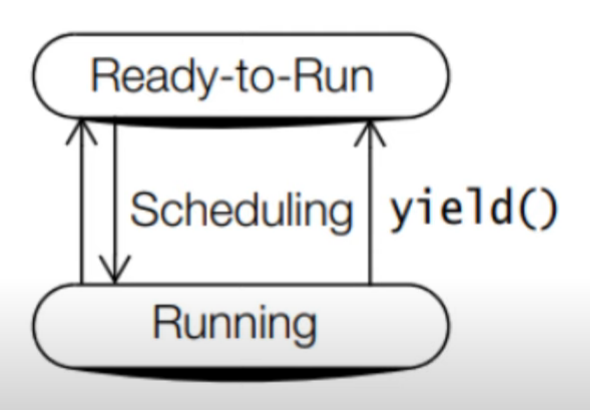 Ready-to-Run
Scheduling yield()
Running